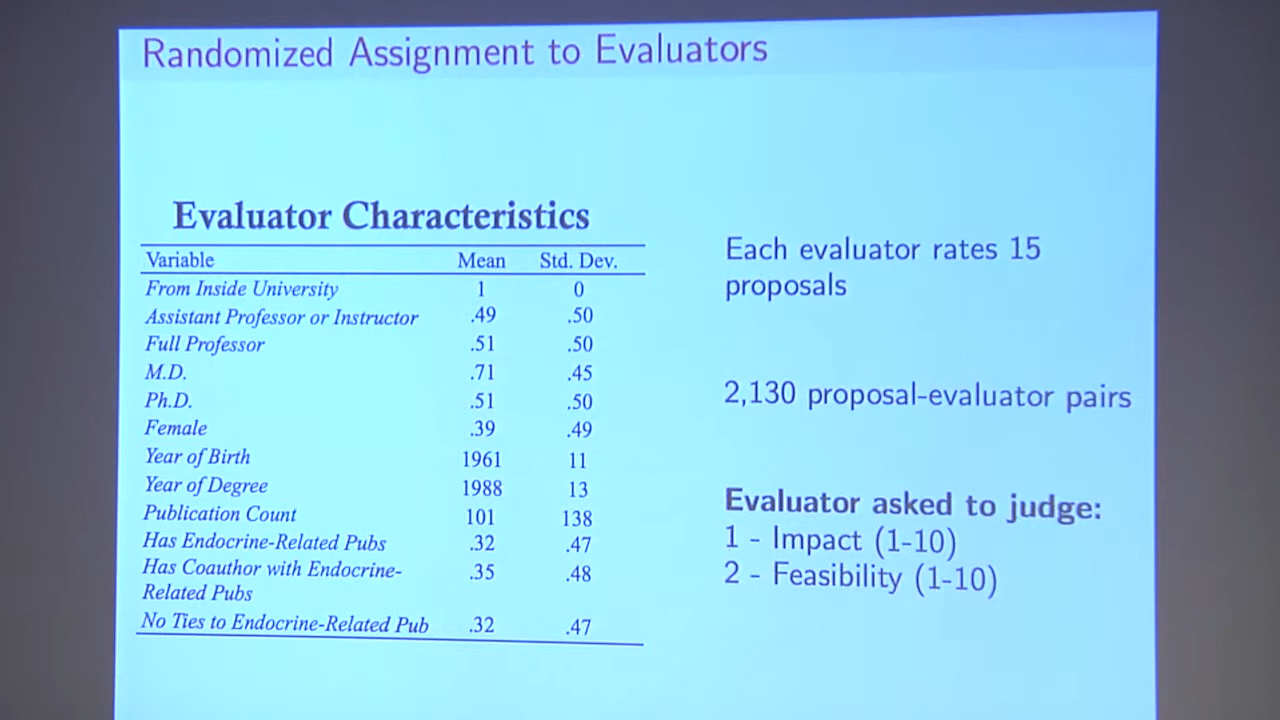 Randomized Assignment to Evaluators
Evaluator Characteristics
Variable Mean Std. Dev.
From Inside University 1 0
Assistant Professor or Instructor .49 .50
Full Professor .51 .50
M.D. .71 .45
Ph.D. .51 .50
Female .39 .49
Year of Birth 1961 11
Year of Degree 1988 13
Publication Count 101 138
Has Endocrine-Related Pubs .32 .47
Has Coauthor with Endocrine- .35 .48
Related Pubs
No Ties to Endocrine-Related Pub .32 .47
Each evaluator rates 15
proposals
2,130 proposal-evaluator pairs
Evaluator asked to judge:
1 - Impact (1-10)
2 - Feasibility (1-10)